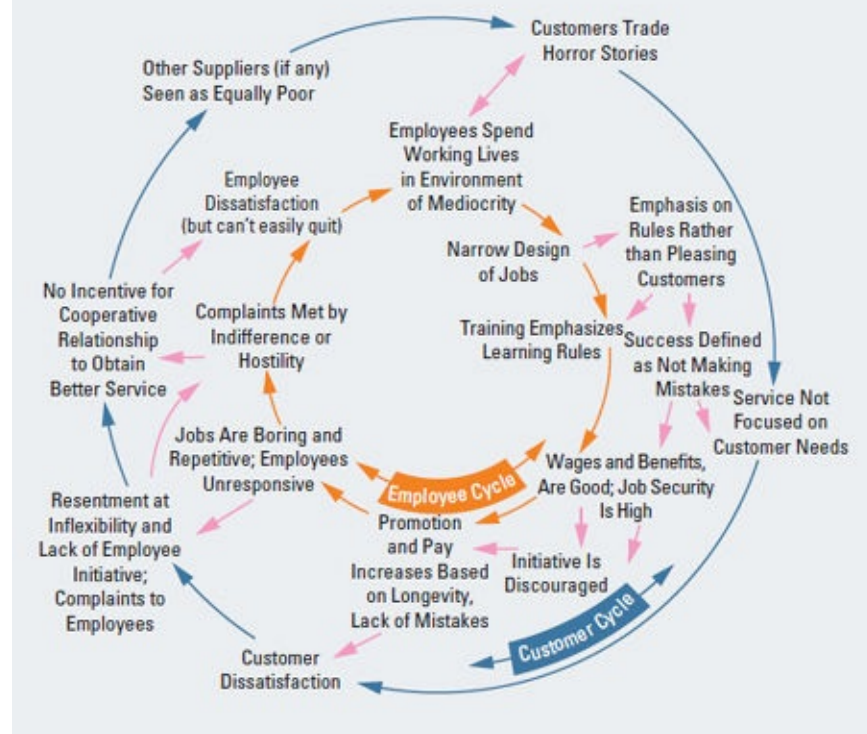 Customers Trade
Horror Stories
Other Suppliers (if any)
Seen as Equally Poor
Employees Spend
Working Lives
in Environment
of Mediocrity
Employee
Dissatisfaction
(but can't easily quit)
Emphasis on
Rules Rather
than Pleasing
Customers
Narrow Design
of Jobs
No Incentive for
Cooperative
Relationship
to Obtain
Better Service
Complaints Met by
Indifference or
Hostility
Training Emphasizes
Learning Rules
Success Defined
as Not Making
Mistakes
Service Not
Focused on
Customer Needs
Jobs Are Boring and
Repetitive; Employees
Unresponsive
Employee Cycle
Wages and Benefits,
Are Good; Job Security
Is High
Resentment at
Inflexibility and
Lack of Employee
Initiative;
Complaints to
Employees
Promotion
and Pay
Increases Based
on Longevity,
Lack of Mistakes
Initiative Is
Discouraged
Customer Cycle
Customer
Dissatisfaction